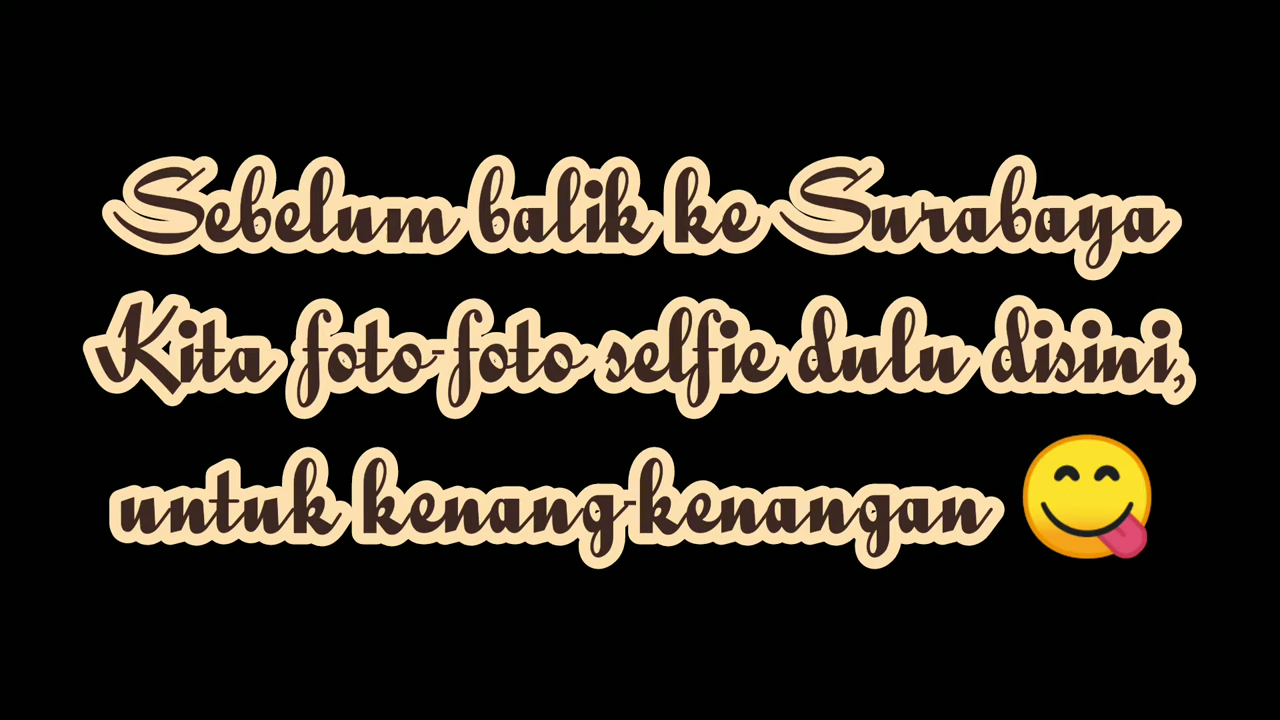 Sebelum balik ke Surabaya
Kita foto-foto selfie dulu disini,
untuk kenang-kenangan 😋